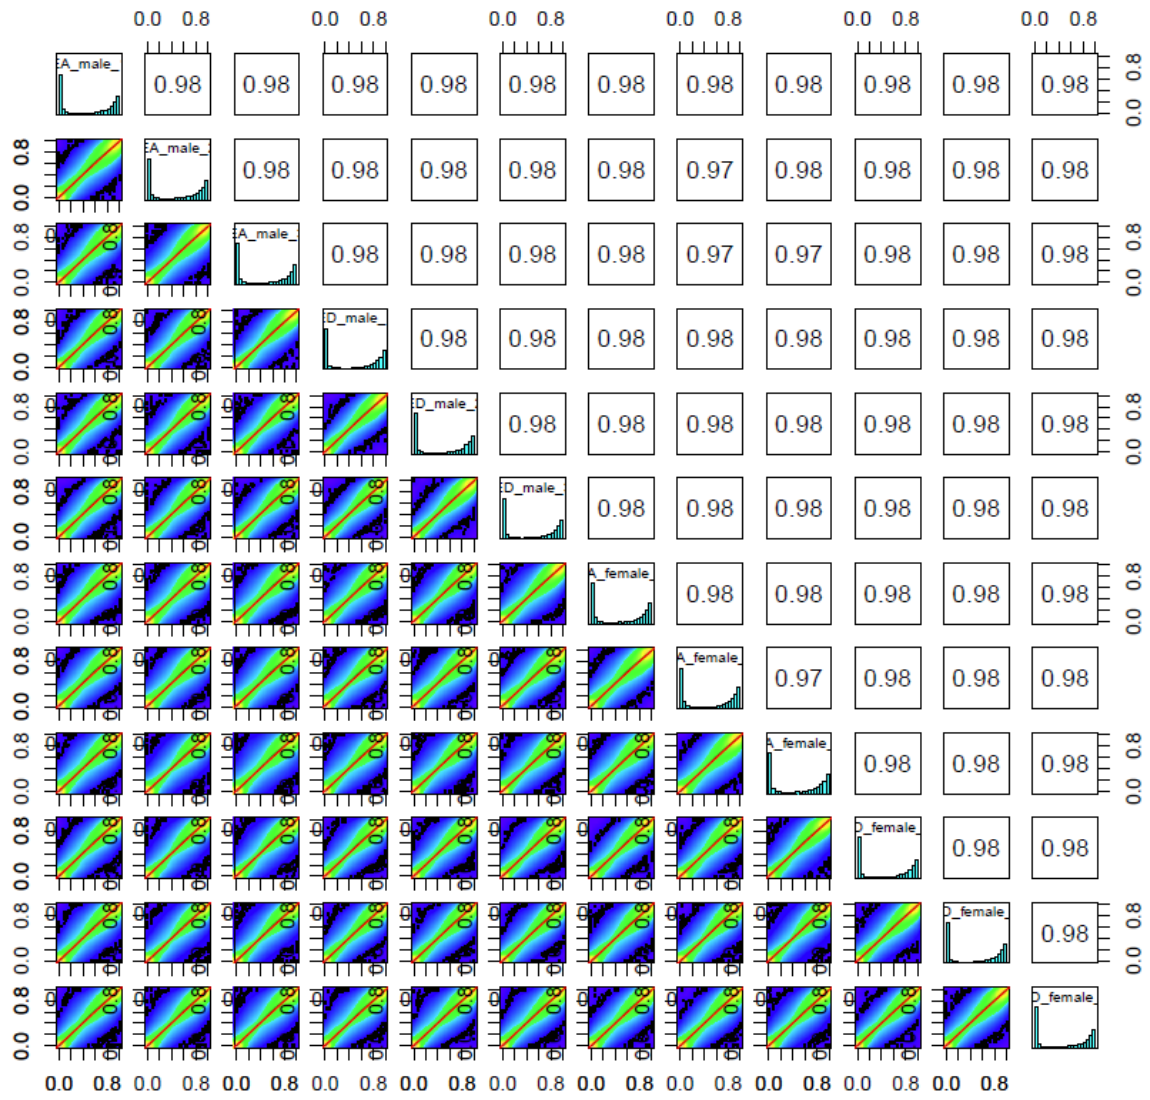 0.0 0.8 0.0 0.8 0.0 0.8 0.0 0.8 0.0 0.8 0.0 0.8
EA_male_ 0.98 0.98 0.98 0.98 0.98 0.98 0.98 0.98 0.98 0.98 0.98 0.0 0.8
0.0 0.8 EA_male_ 0.98 0.98 0.98 0.98 0.98 0.97 0.98 0.98 0.98 0.98
0.0 0.8 EA_male_ 0.98 0.98 0.98 0.98 0.97 0.97 0.98 0.98 0.98 0.0 0.8
0.0 0.8 ED_male_ 0.98 0.98 0.98 0.98 0.98 0.98 0.98 0.98
0.0 0.8 ED_male_ 0.98 0.98 0.98 0.98 0.98 0.98 0.98 0.0 0.8
0.0 0.8 ED_male_ 0.98 0.98 0.98 0.98 0.98 0.98
0.0 0.8 A_female_ 0.98 0.98 0.98 0.98 0.98 0.0 0.8
0.0 0.8 A_female_ 0.97 0.98 0.98 0.98
0.0 0.8 A_female_ 0.98 0.98 0.98 0.0 0.8
0.0 0.8 D_female_ 0.98 0.98
0.0 0.8 D_female_ 0.98 0.0 0.8
0.0 0.8 D_female_
0.0 0.8 0.0 0.8 0.0 0.8 0.0 0.8 0.0 0.8 0.0 0.8 0.0 0.8 0.0 0.8 0.0 0.8 0.0 0.8 0.0 0.8